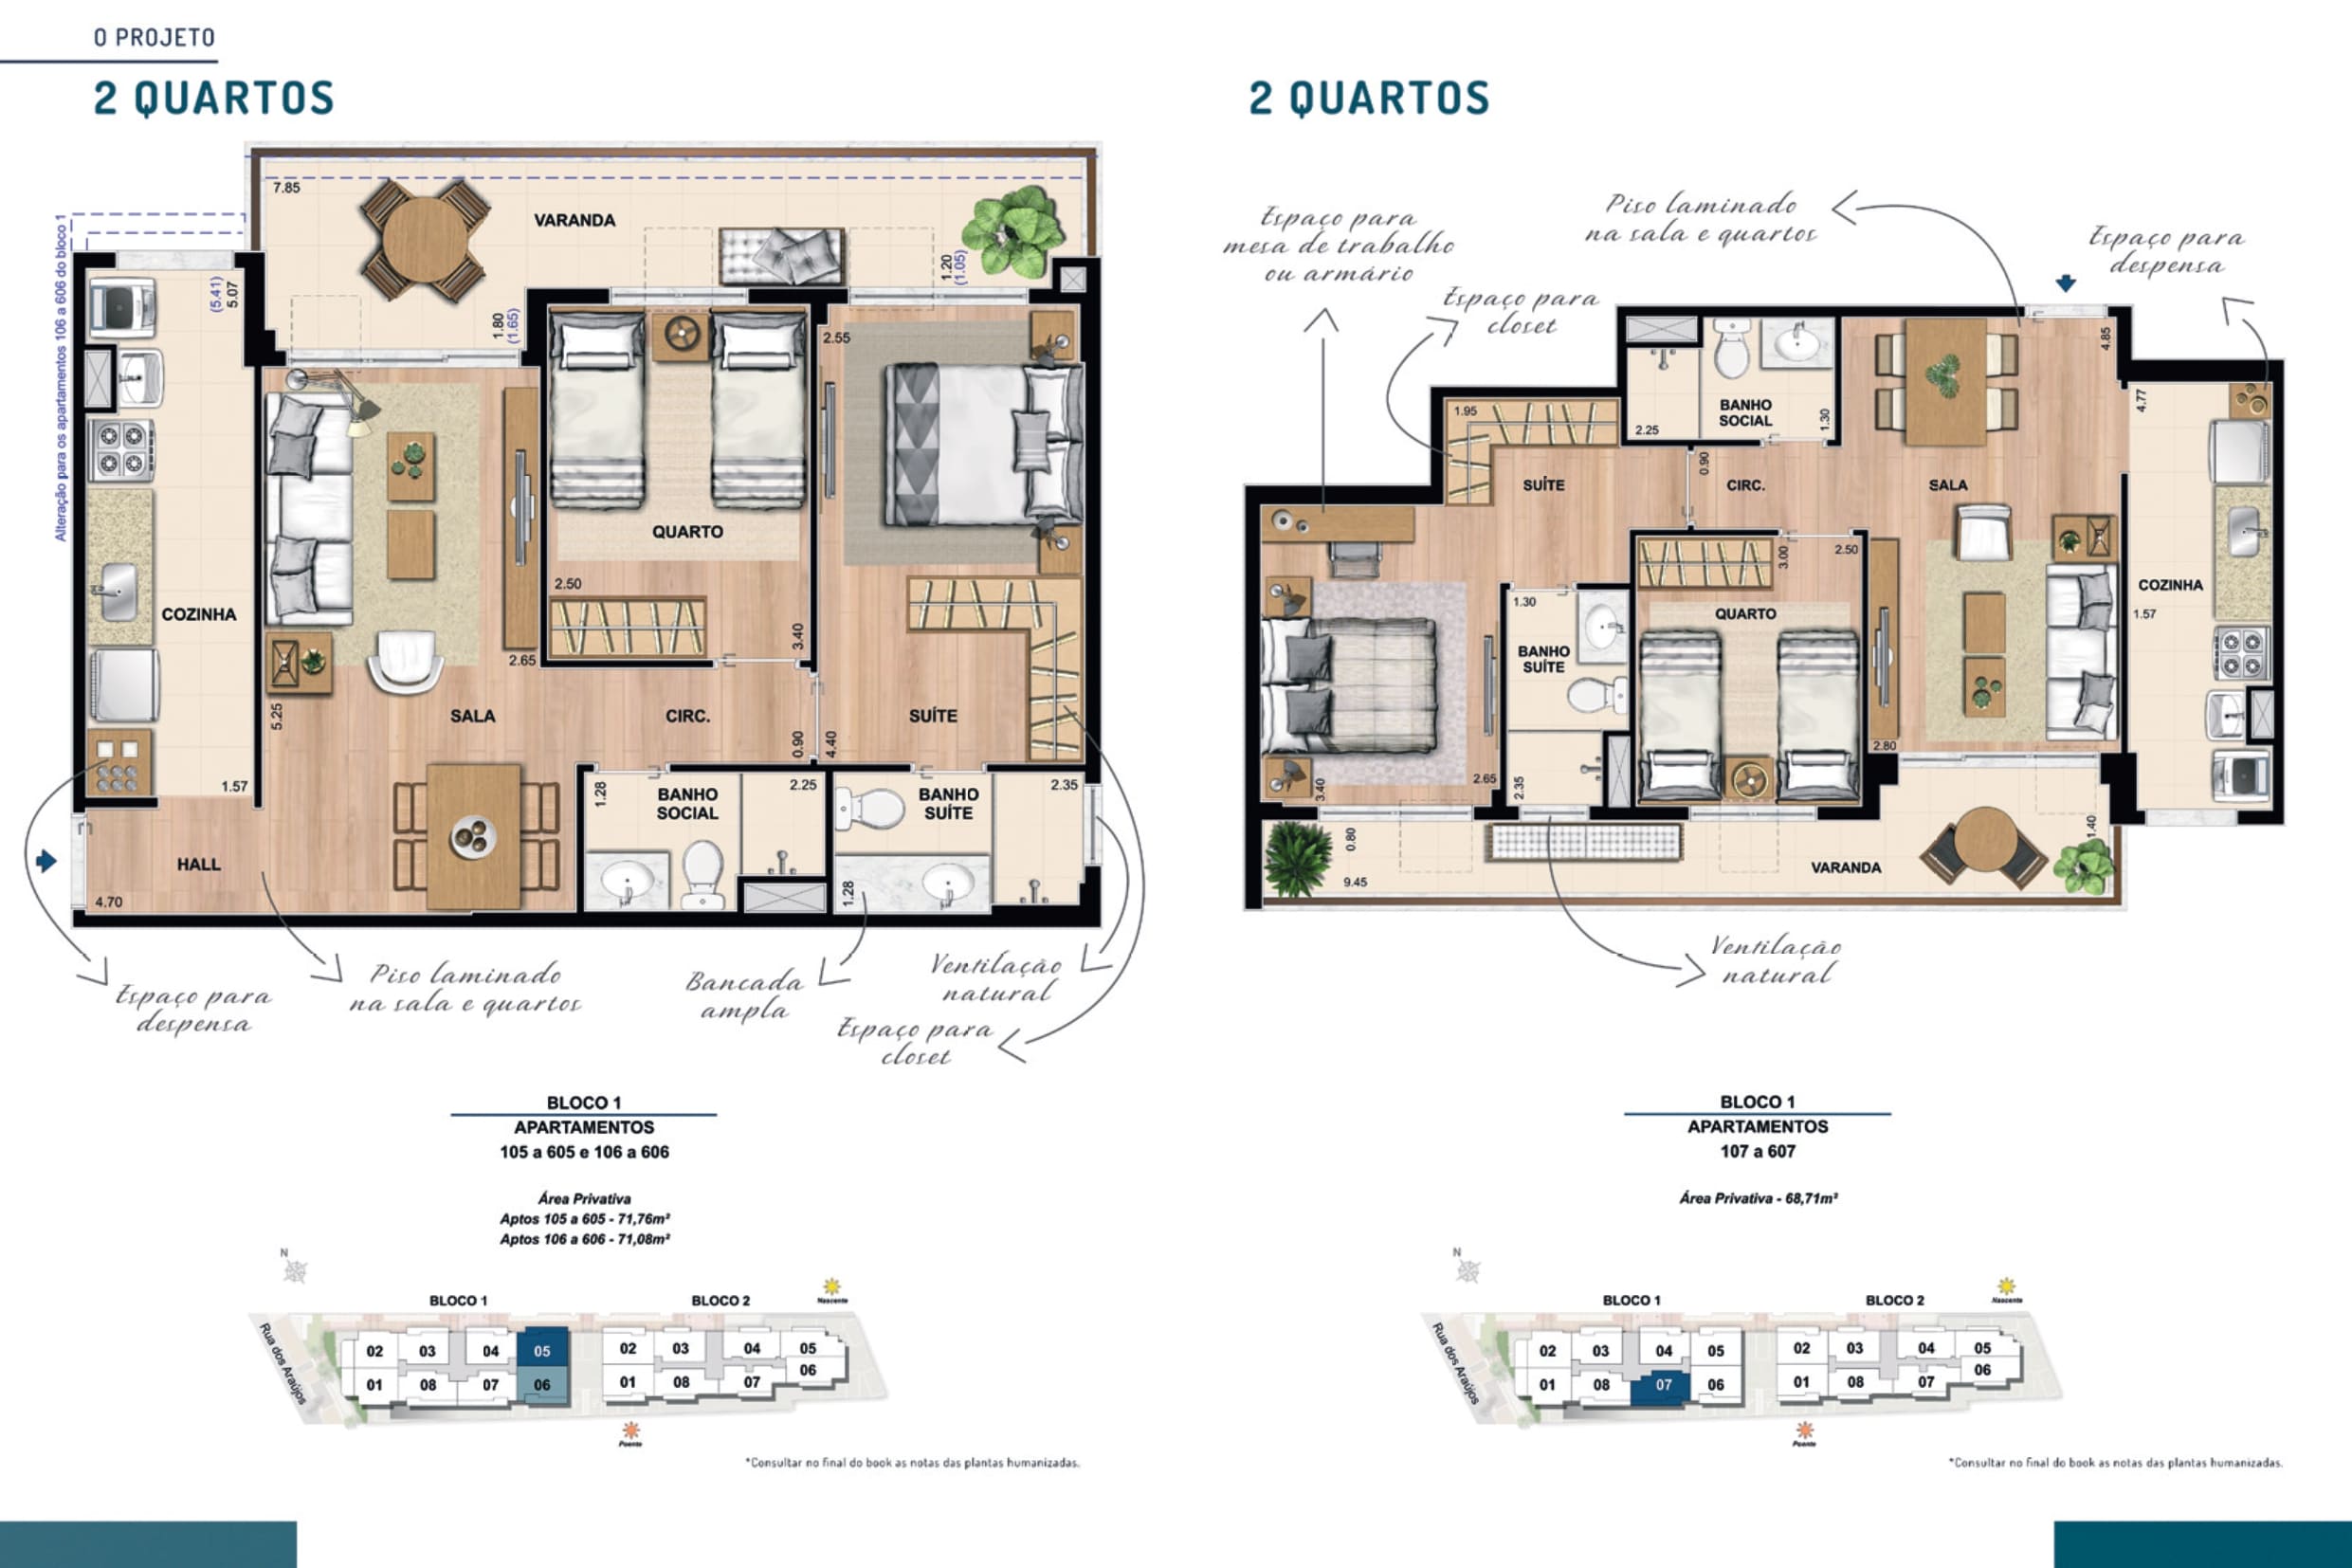 O PROJETO
2 QUARTOS
7.85
VARANDA
Alteração para os apartamentos 106 a 606 do bloco 1
(5.41)
5.07
1.80
(1.65)
1.20
(1.05)
2.55
QUARTO
2.50
COZINHA
3.40
2.65
5.25
SALA
CIRC.
SUÍTE
0.90
4.40
1.57
1.28
BANHO
SOCIAL
2.25
BANHO
SUÍTE
2.35
HALL
1.28
4.70
Espaço para
despensa
Piso laminado
na sala e quartos
Bancada
ampla
Ventilação
natural
Espaço para
closet
BLOCO 1
APARTAMENTOS
105 a 605 e 106 a 606
Área Privativa
Aptos 105 a 605 - 71,76m²
Aptos 106 a 606 - 71,08m²
N
Nascente
BLOCO 1
BLOCO 2
Rua dos Araújos
02 03 04 05
01 08 07 06
02 03 04 05
01 08 07 06
Poente
*Consultar no final do book as notas das plantas humanizadas.
2 QUARTOS
Espaço para
mesa de trabalho
ou armário
Espaço para
closet
Piso laminado
na sala e quartos
Espaço para
despensa
4.85
4.77
1.95
BANHO
SOCIAL
2.25
1.30
0.90
SUÍTE
CIRC.
SALA
3.00
2.50
COZINHA
1.57
1.30
QUARTO
BANHO
SUÍTE
2.80
2.65
3.40
2.35
0.80
1.40
VARANDA
9.45
Ventilação
natural
BLOCO 1
APARTAMENTOS
107 a 607
Área Privativa - 68,71m²
N
Nascente
BLOCO 1
BLOCO 2
Rua dos Araújos
02 03 04 05
01 08 07 06
02 03 04 05
01 08 07 06
Poente
*Consultar no final do book as notas das plantas humanizadas.